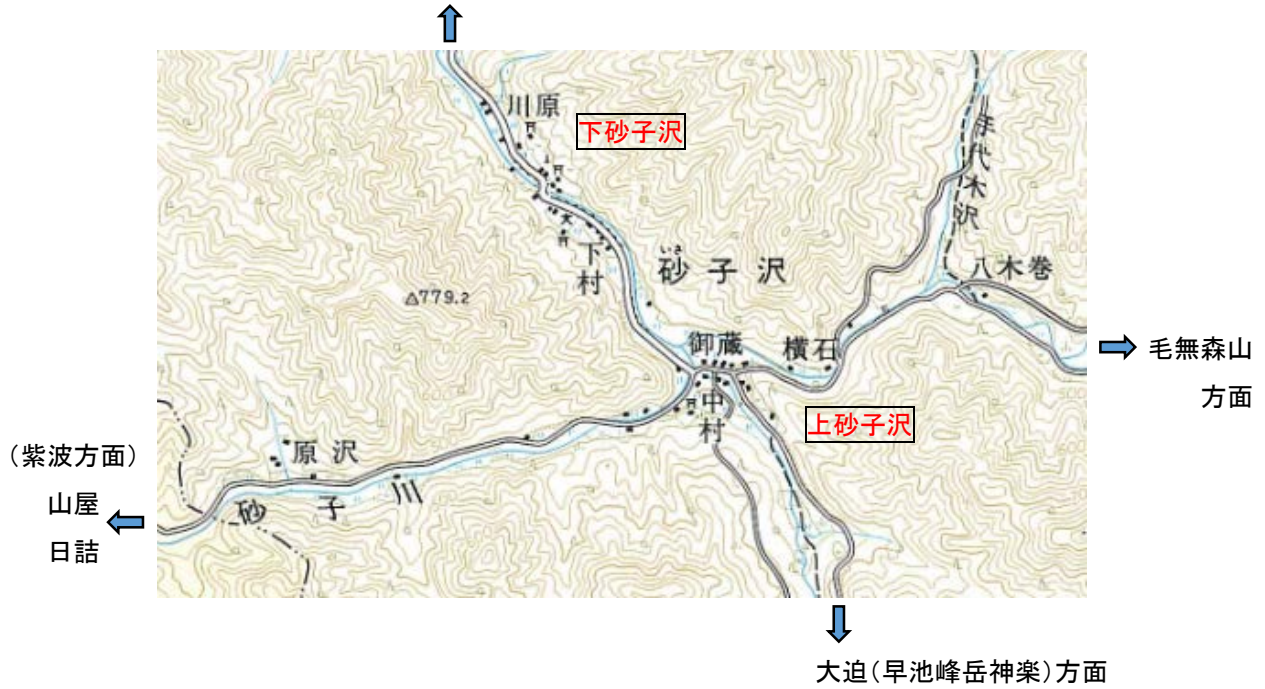 川原
下砂子沢
手代木沢
下村
いさ
砂子沢
八木巻
△779.2
御蔵
横石
毛無森山
方面
中村
上砂子沢
(紫波方面)
山屋
日詰
原沢
砂子川
大迫(早池峰岳神楽)方面